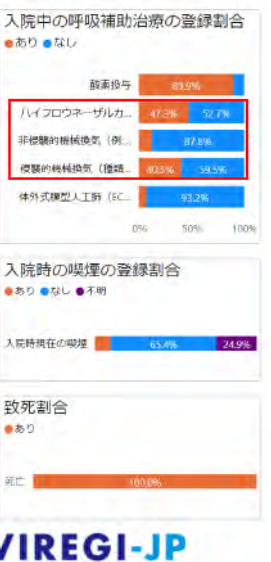 入院中の呼吸補助治療の登録割合
●あり ●なし
酸素投与 89.9%
ハイフローネーザルカ... 47.3% 52.7%
非侵襲的機械換気（例... 87.8%
侵襲的機械換気（種類... 40.5% 59.5%
体外式膜型人工肺（EC... 93.2%
0% 50% 100%
入院時の喫煙の登録割合
●あり ●なし ●不明
入院時現在の喫煙 65.4% 24.9%
致死割合
●あり
死亡 100.0%
VIREGI-JP